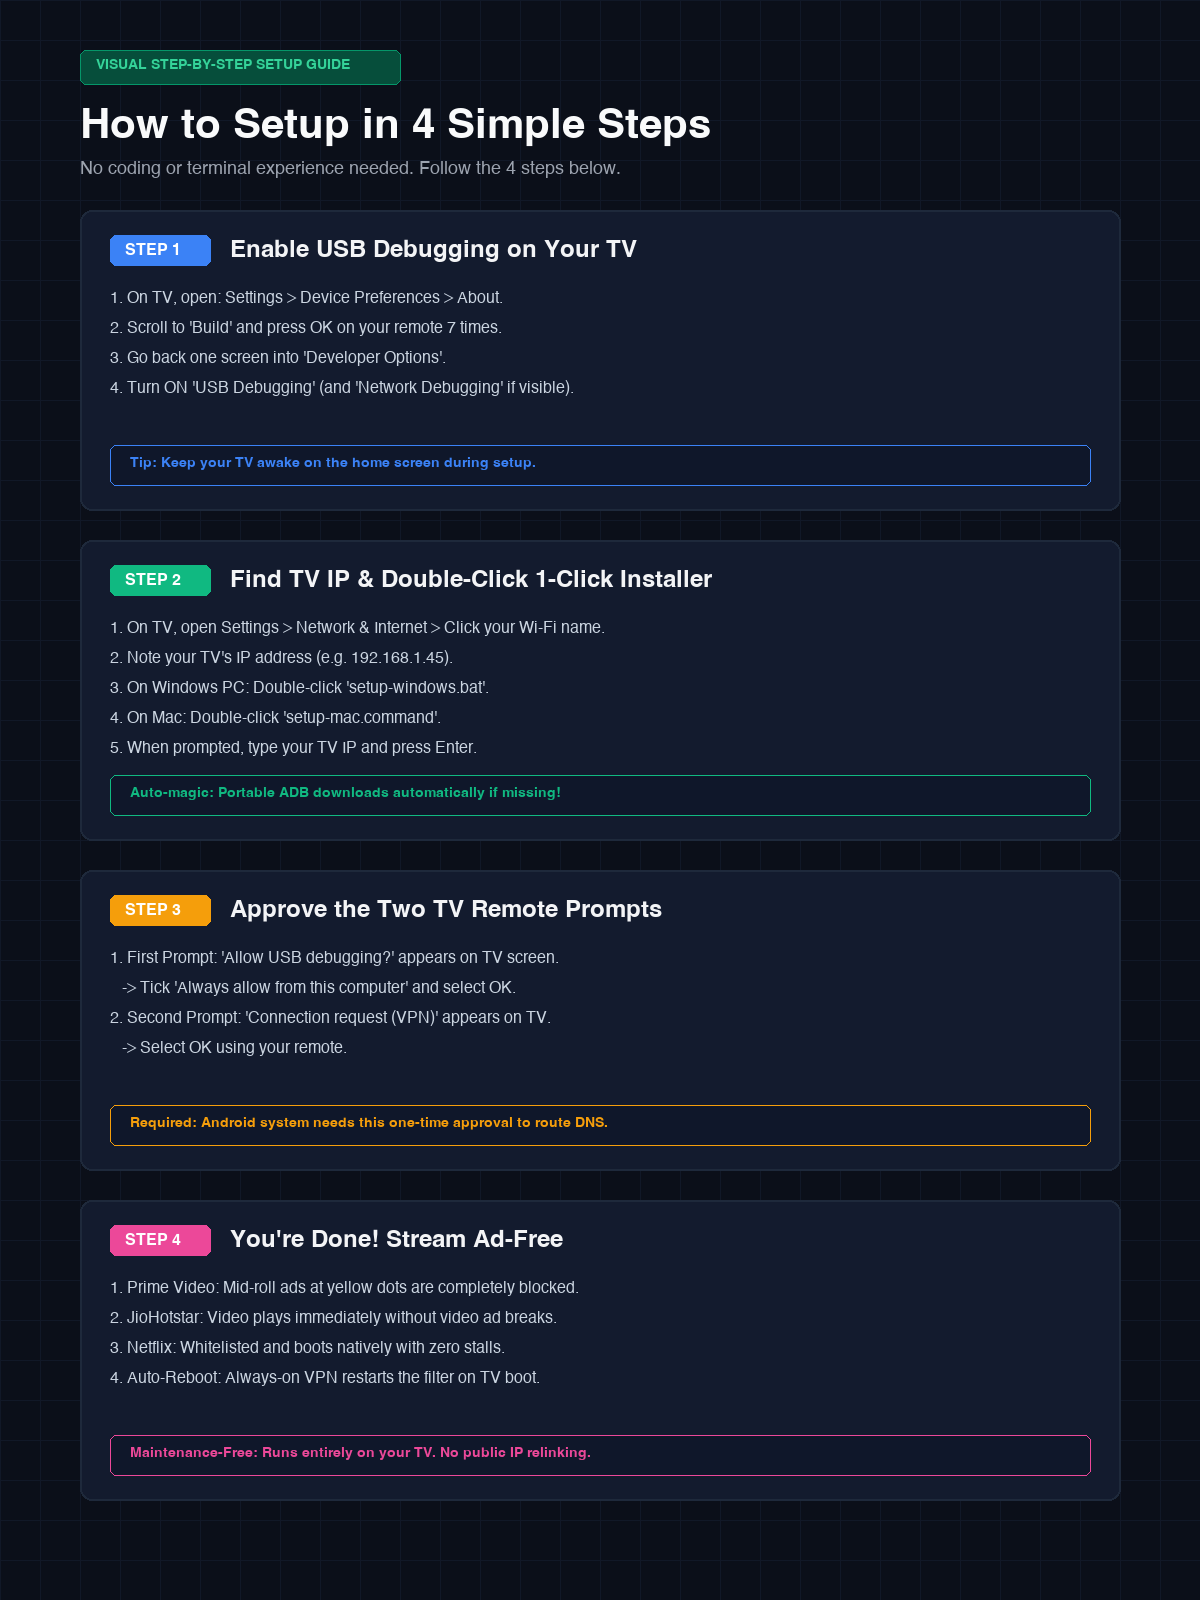 VISUAL STEP-BY-STEP SETUP GUIDE
How to Setup in 4 Simple Steps
No coding or terminal experience needed. Follow the 4 steps below.
STEP 1
Enable USB Debugging on Your TV
1. On TV, open: Settings > Device Preferences > About.
2. Scroll to 'Build' and press OK on your remote 7 times.
3. Go back one screen into 'Developer Options'.
4. Turn ON 'USB Debugging' (and 'Network Debugging' if visible).
Tip: Keep your TV awake on the home screen during setup.
STEP 2
Find TV IP & Double-Click 1-Click Installer
1. On TV, open Settings > Network & Internet > Click your Wi-Fi name.
2. Note your TV's IP address (e.g. 192.168.1.45).
3. On Windows PC: Double-click 'setup-windows.bat'.
4. On Mac: Double-click 'setup-mac.command'.
5. When prompted, type your TV IP and press Enter.
Auto-magic: Portable ADB downloads automatically if missing!
STEP 3
Approve the Two TV Remote Prompts
1. First Prompt: 'Allow USB debugging?' appears on TV screen.
-> Tick 'Always allow from this computer' and select OK.
2. Second Prompt: 'Connection request (VPN)' appears on TV.
-> Select OK using your remote.
Required: Android system needs this one-time approval to route DNS.
STEP 4
You're Done! Stream Ad-Free
1. Prime Video: Mid-roll ads at yellow dots are completely blocked.
2. JioHotstar: Video plays immediately without video ad breaks.
3. Netflix: Whitelisted and boots natively with zero stalls.
4. Auto-Reboot: Always-on VPN restarts the filter on TV boot.
Maintenance-Free: Runs entirely on your TV. No public IP relinking.